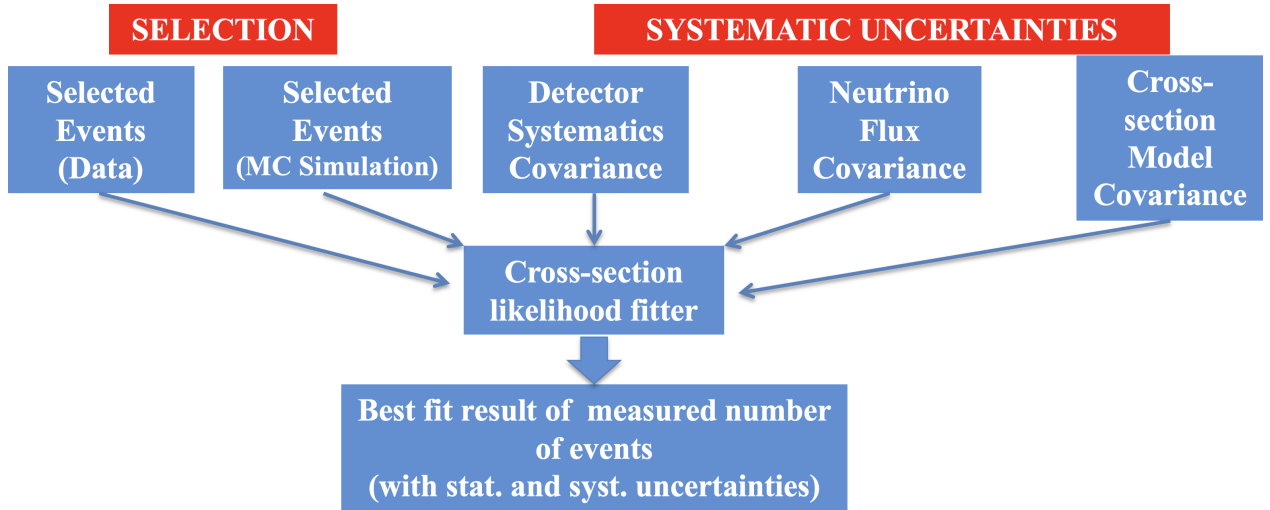 SELECTION
SYSTEMATIC UNCERTAINTIES
Selected
Events
(Data)
Selected
Events
(MC Simulation)
Detector
Systematics
Covariance
Neutrino
Flux
Covariance
Cross-
section
Model
Covariance
Cross-section
likelihood fitter
Best fit result of measured number
of events
(with stat. and syst. uncertainties)